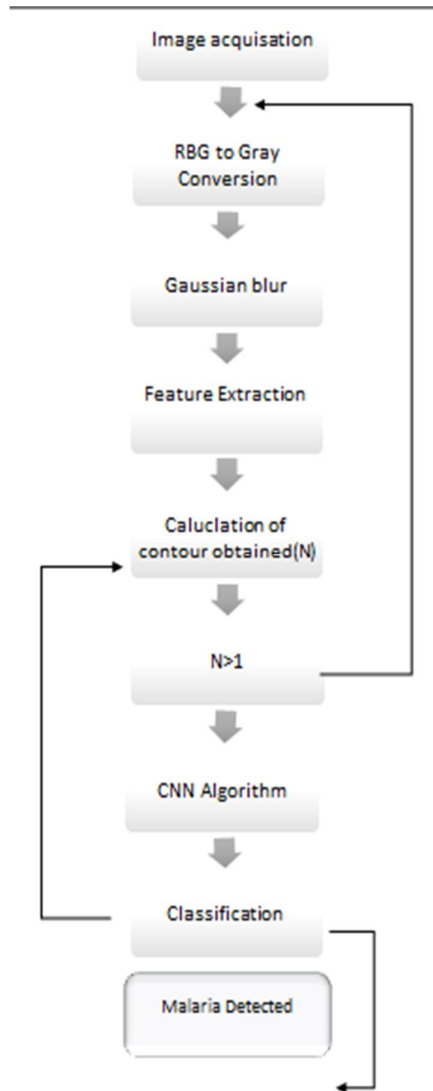 Image acquisation
RBG to Gray
Conversion
Gaussian blur
Feature Extraction
Caluclation of
contour obtained(N)
N>1
CNN Algorithm
Classification
Malaria Detected